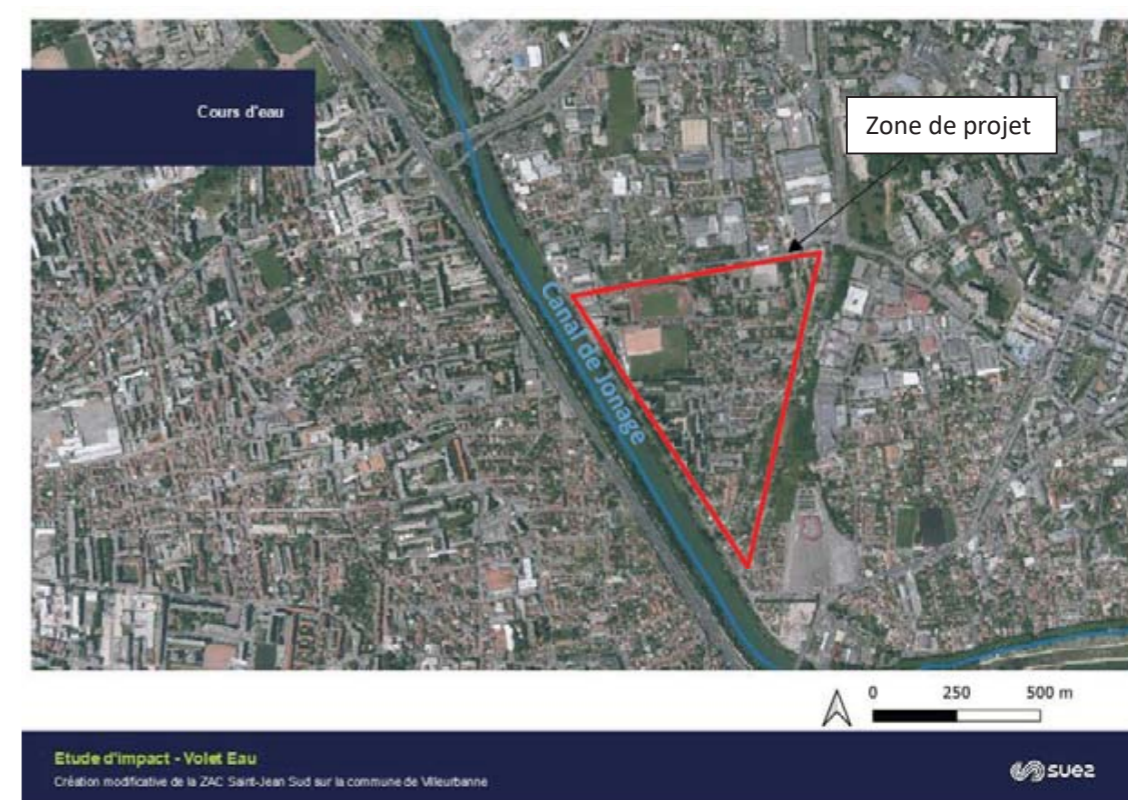 Cours d'eau
Zone de projet
Canal de Jonage
0 250 500 m
Etude d'impact - Volet Eau
Création modificative de la ZAC Saint-Jean Sud sur la commune de Villeurbanne
suez